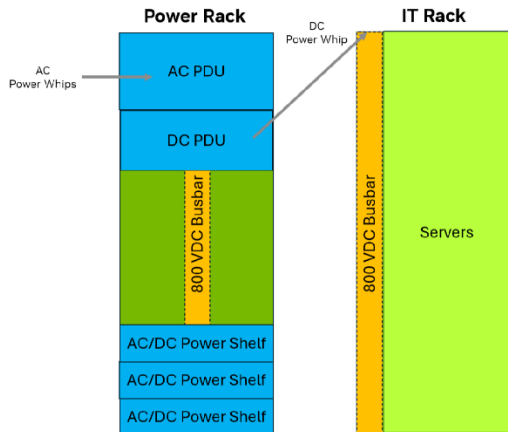 Power Rack
DC
Power Whip
IT Rack
AC
Power Whips
AC PDU
DC PDU
800 VDC Busbar
AC/DC Power Shelf
AC/DC Power Shelf
AC/DC Power Shelf
800 VDC Busbar
Servers